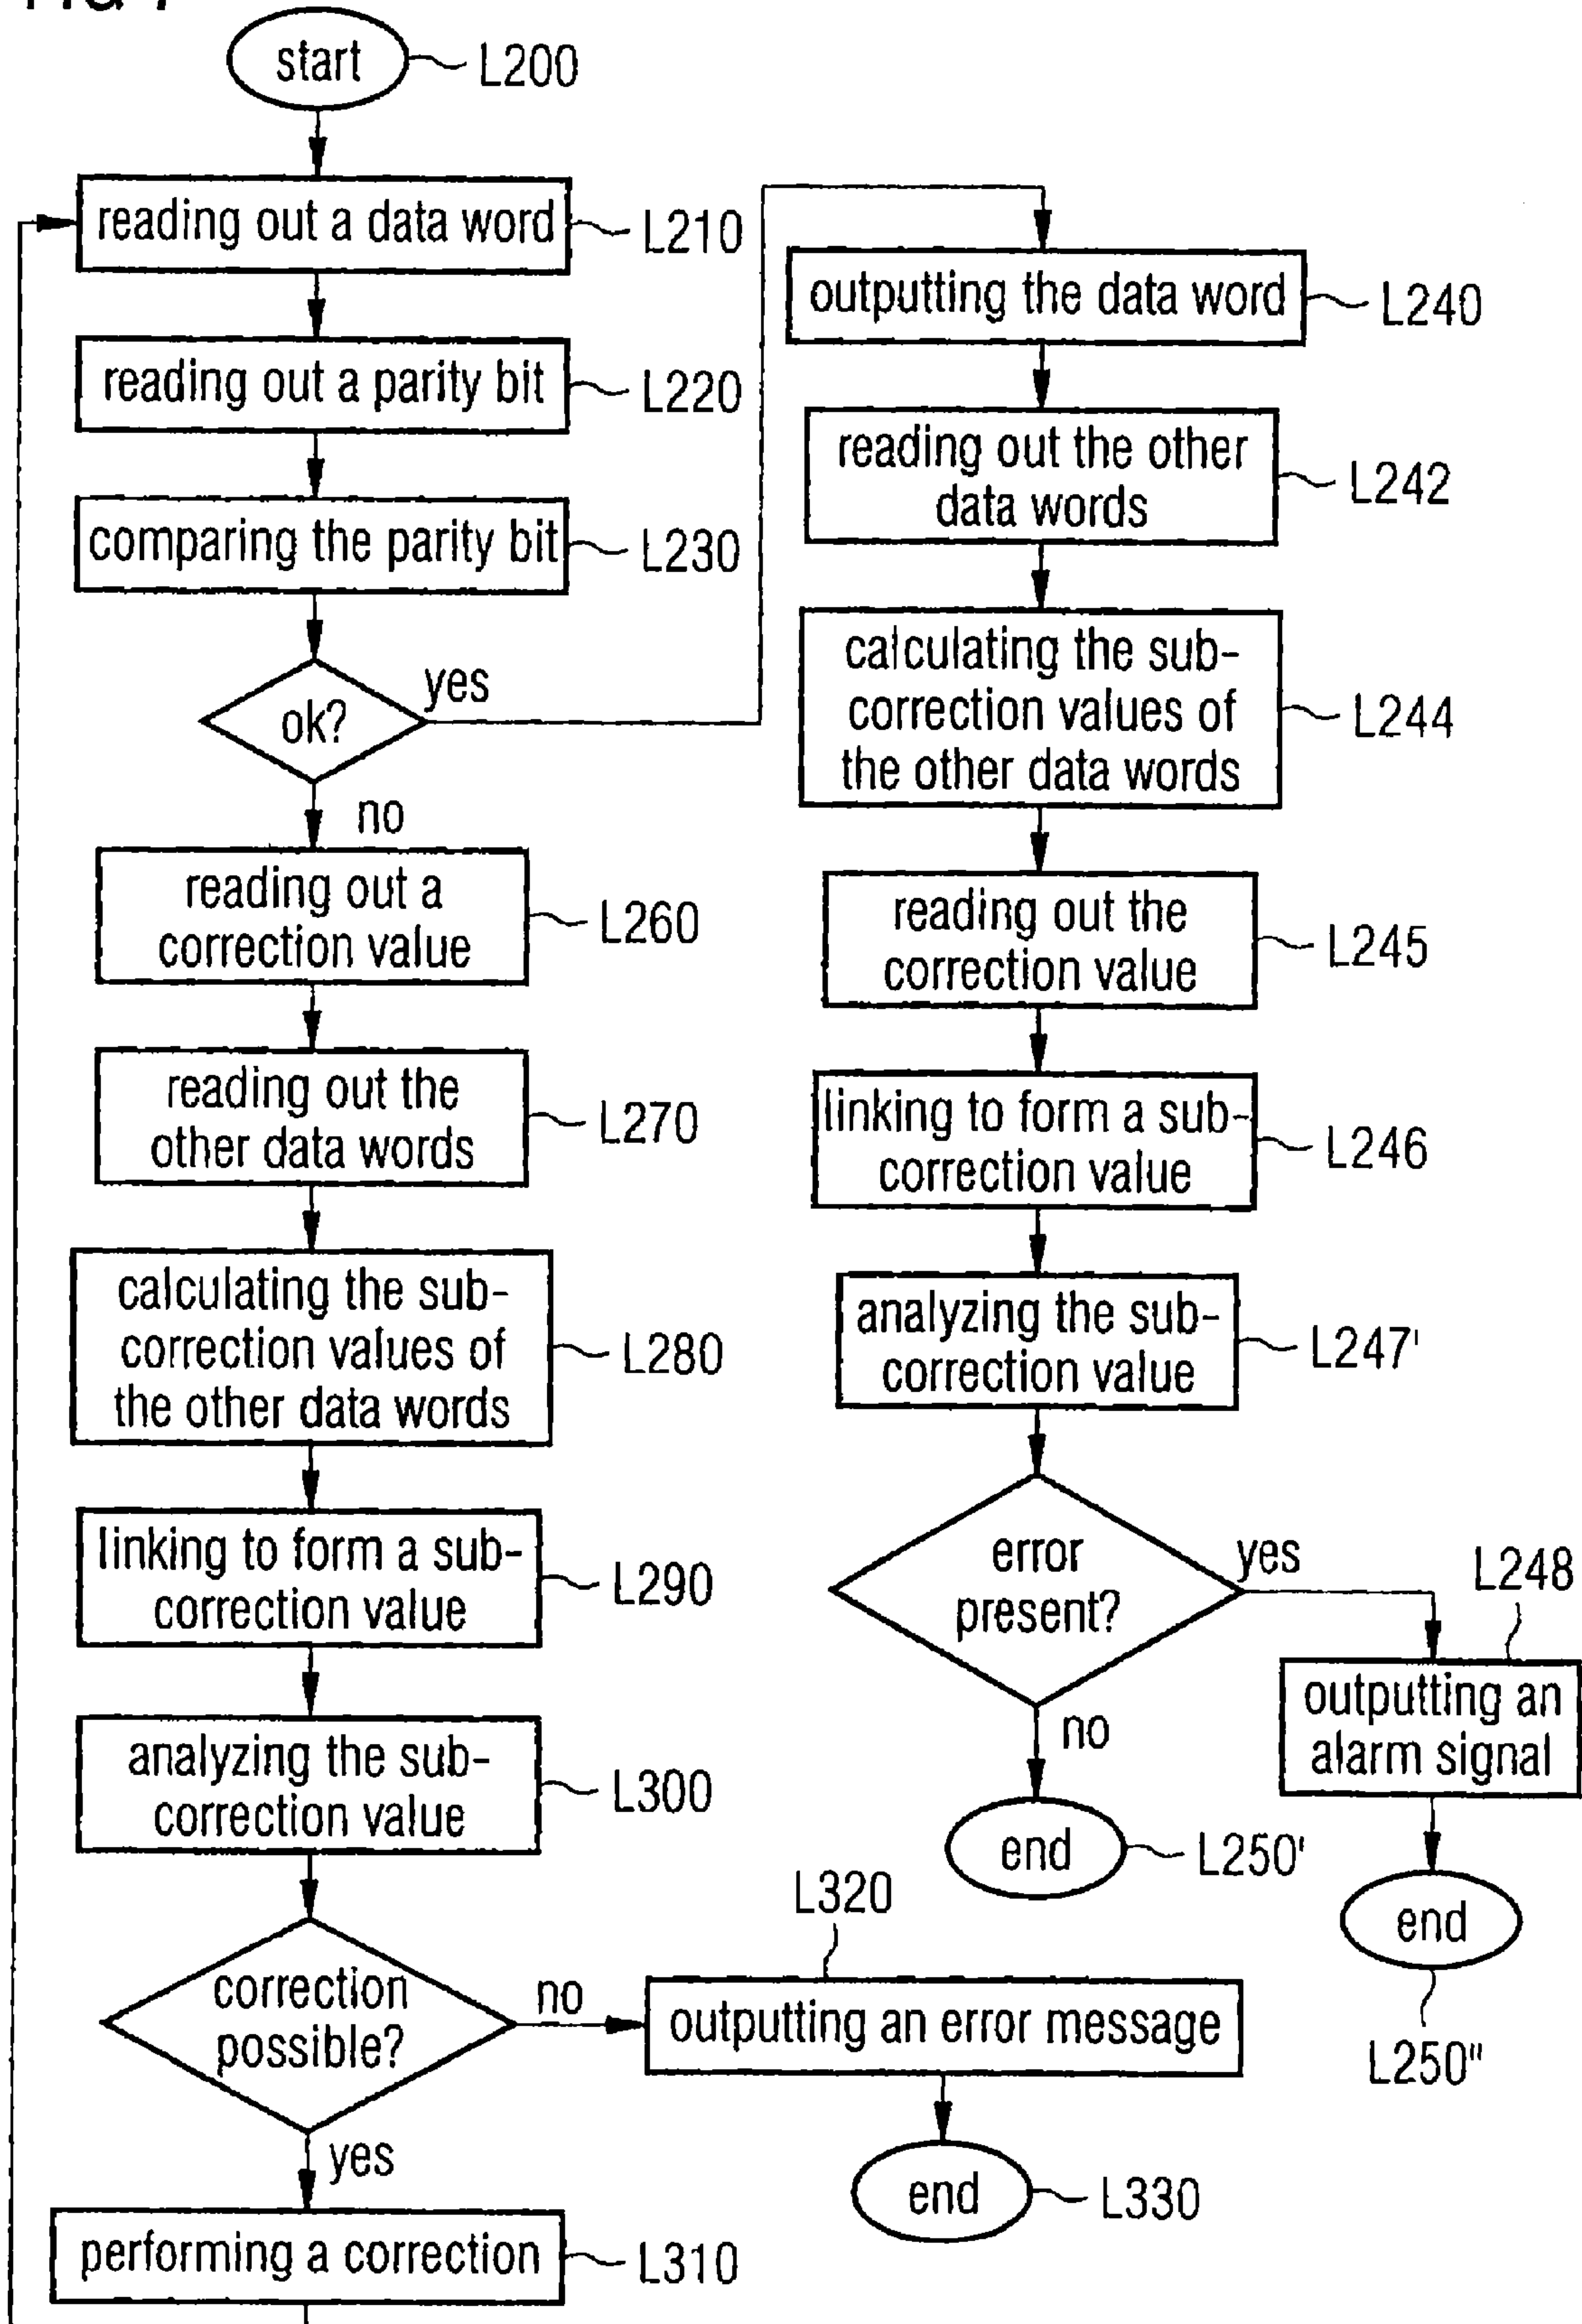 start
L200
reading out a data word
L210
reading out a parity bit
L220
comparing the parity bit
L230
ok?
yes
no
reading out a
correction value
L260
reading out the
other data words
L270
calculating the sub-
correction values of
the other data words
L280
linking to form a sub-
correction value
L290
analyzing the sub-
correction value
L300
correction
possible?
no
yes
performing a correction
L310
L320
outputting an error message
end
L330
outputting the data word
L240
reading out the other
data words
L242
calculating the sub-
correction values of
the other data words
L244
reading out the
correction value
L245
linking to form a sub-
correction value
L246
analyzing the sub-
correction value
L247'
error
present?
yes
no
end
L250'
L248
outputting an
alarm signal
end
L250"